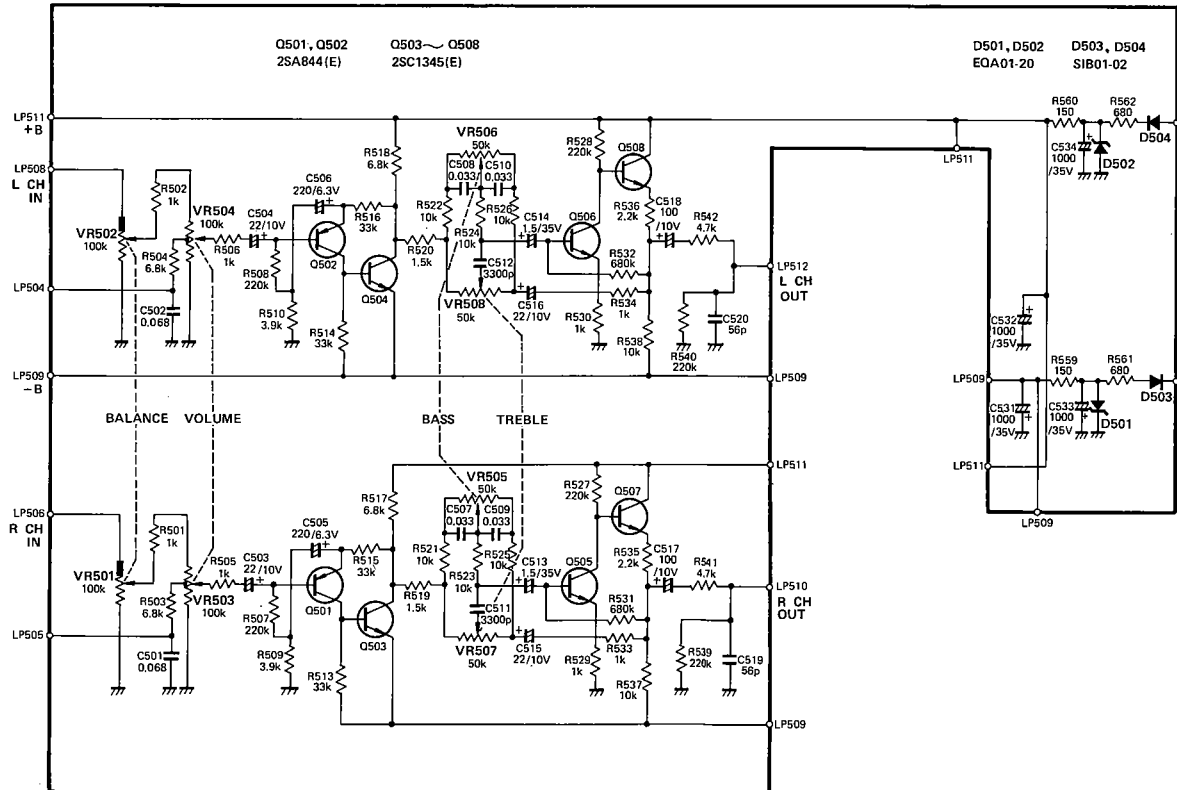 Q501, Q502 Q503～Q508
2SA844(E) 2SC1345(E)
D501, D502 D503, D504
EQA01-20 SIB01-02
LP511
+B
LP508
L CH
IN
LP504
LP509
-B
VR502
100k
R502
1k
R504
6.8k
C502
0.068
VR504
100k
R506
1k
C504
22/10V
R508
220k
R510
3.9k
C506
220/6.3V
Q502
R514
33k
R516
33k
Q504
R518
6.8k
R520
1.5k
R522
10k
VR506
50k
C508
0.033
C510
0.033
R524
10k
R526
10k
C512
3300p
VR508
50k
C514
1.5/35V
C516
22/10V
Q506
R528
220k
R530
1k
Q508
R536
2.2k
R532
680k
R534
1k
R538
10k
C518
100
/10V
R542
4.7k
R540
220k
C520
56p
LP512
L CH
OUT
LP509
BALANCE
VOLUME
BASS
TREBLE
LP511
R560
150
R562
680
C534
1000
/35V
D502
D504
C532
1000
/35V
LP509
R559
150
R561
680
C531
1000
/35V
C533
1000
/35V
D501
D503
LP511
LP509
LP506
R CH
IN
LP505
VR501
100k
R501
1k
R503
6.8k
C501
0.068
VR503
100k
R505
1k
C503
22/10V
R507
220k
R509
3.9k
C505
220/6.3V
Q501
R513
33k
R515
33k
Q503
R517
6.8k
R519
1.5k
R521
10k
VR505
50k
C507
0.033
C509
0.033
R523
10k
R525
10k
C511
3300p
VR507
50k
C513
1.5/35V
C515
22/10V
Q505
R527
220k
R529
1k
Q507
R535
2.2k
R531
680k
R533
1k
R537
10k
C517
100
/10V
R541
4.7k
R539
220k
C519
56p
LP511
LP510
R CH
OUT
LP509